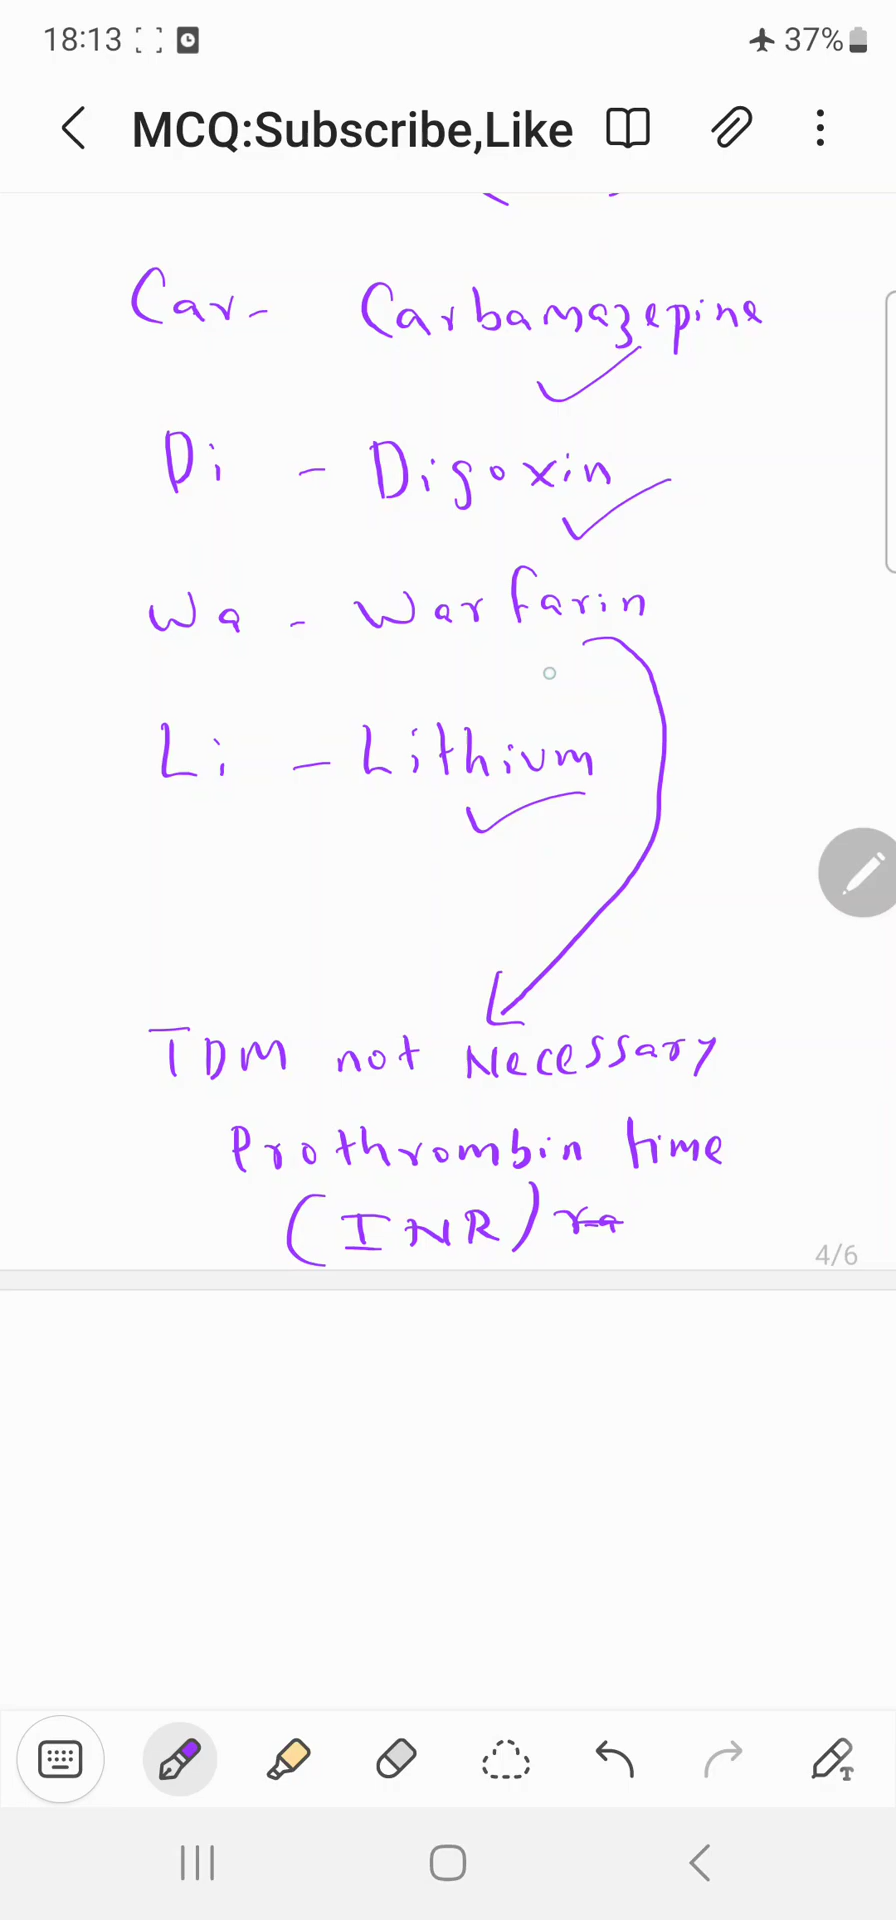 18:13 37%
MCQ:Subscribe,Like
Car- Carbamazepine
Di - Digoxin
Wa - Warfarin
Li - Lithium
TDM not Necessary
Prothrombin time
(INR)
4/6
T